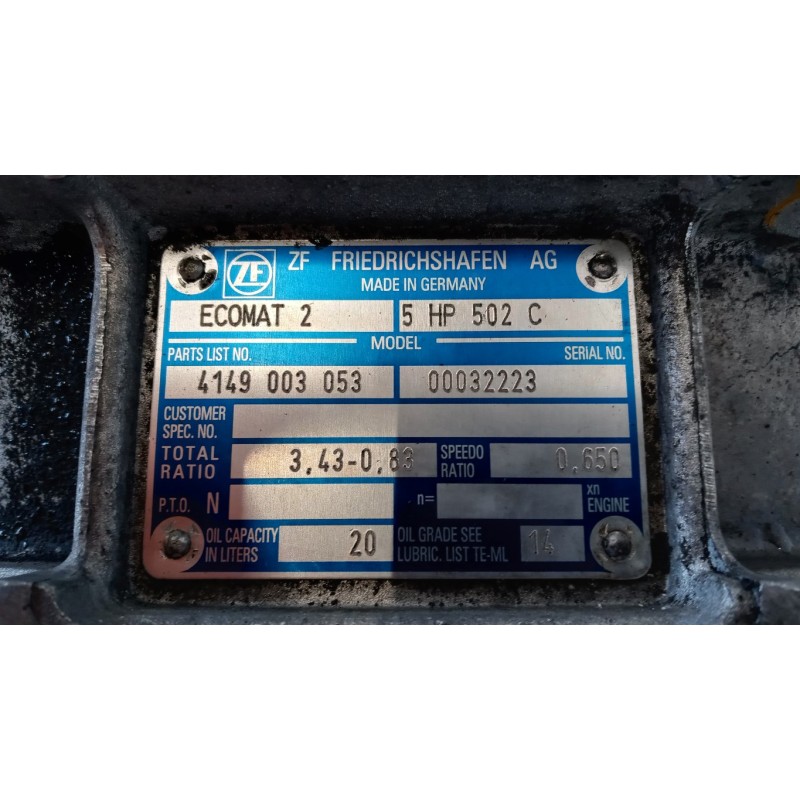 ZF ZF FRIEDRICHSHAFEN AG
MADE IN GERMANY
ECOMAT 2 5 HP 502 C
MODEL
PARTS LIST NO. SERIAL NO.
4149 003 053 00032223
CUSTOMER
SPEC. NO.
TOTAL
RATIO 3,43-0,83 SPEEDO
RATIO 0,650
P.T.O. N n= xn
ENGINE
OIL CAPACITY
IN LITERS 20 OIL GRADE SEE
LUBRIC. LIST TE-ML 14